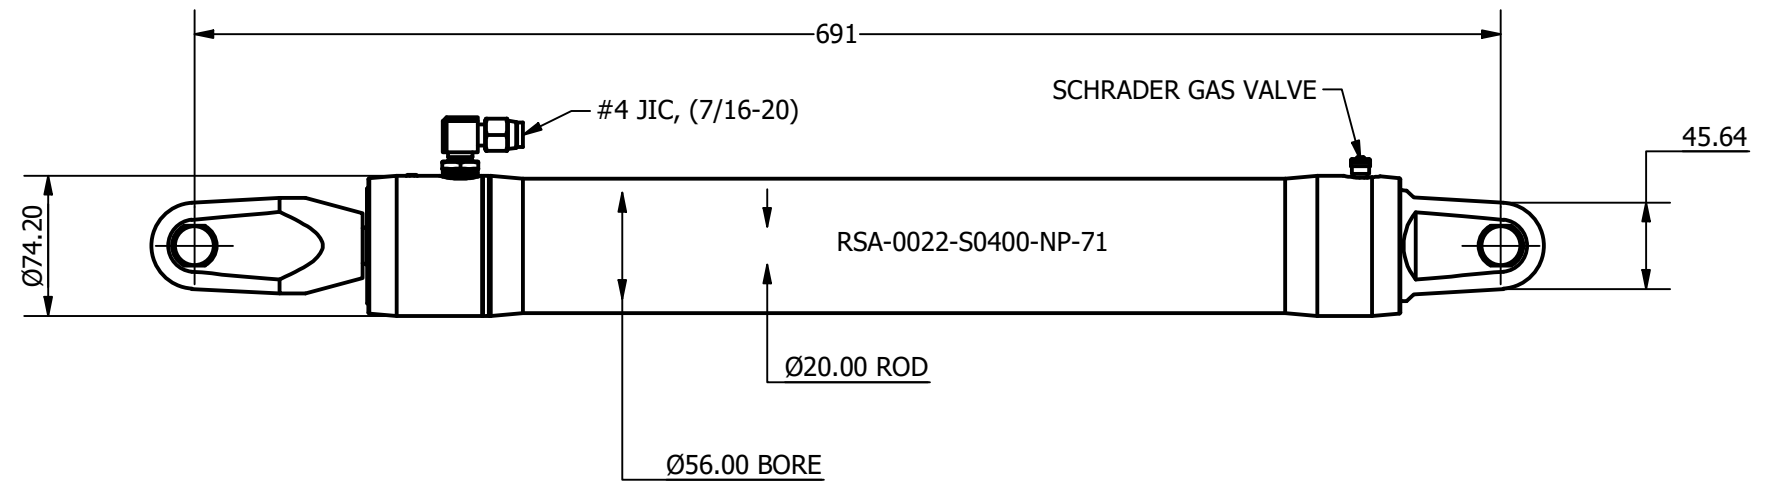 691
#4 JIC, (7/16-20)
SCHRADER GAS VALVE
45.64
Ø74.20
RSA-0022-S0400-NP-71
Ø20.00 ROD
Ø56.00 BORE